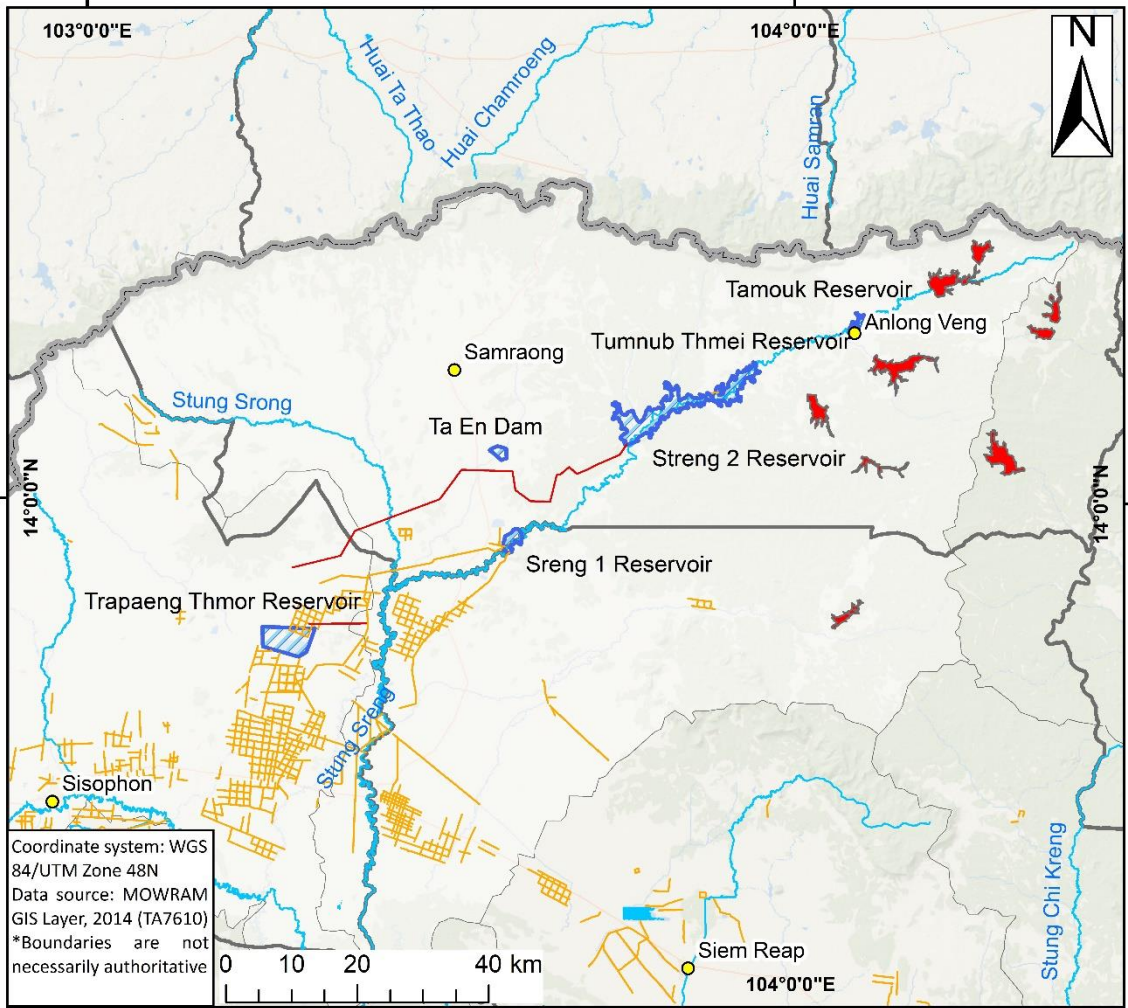 103°0'0"E
104°0'0"E
N
Huai Ta Thao
Huai Chamroeng
Huai Samran
Tamouk Reservoir
Anlong Veng
Tumnub Thmei Reservoir
Samraong
Stung Srong
Ta En Dam
Streng 2 Reservoir
14°0'0"N
14°0'0"N
Sreng 1 Reservoir
Trapaeng Thmor Reservoir
Stung Sreng
Sisophon
Stung Chi Kreng
Coordinate system: WGS
84/UTM Zone 48N
Data source: MOWRAM
GIS Layer, 2014 (TA7610)
*Boundaries are not
necessarily authoritative
0 10 20 40 km
Siem Reap
104°0'0"E